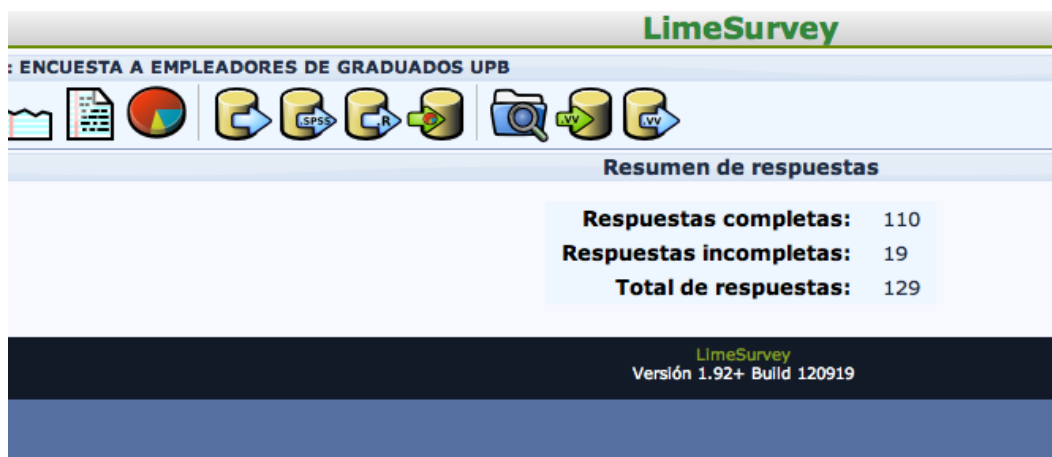 LimeSurvey
: ENCUESTA A EMPLEADORES DE GRADUADOS UPB
.SPSS
.R
.VV
.VV
Resumen de respuestas
Respuestas completas: 110
Respuestas incompletas: 19
Total de respuestas: 129
LimeSurvey
Versión 1.92+ Build 120919